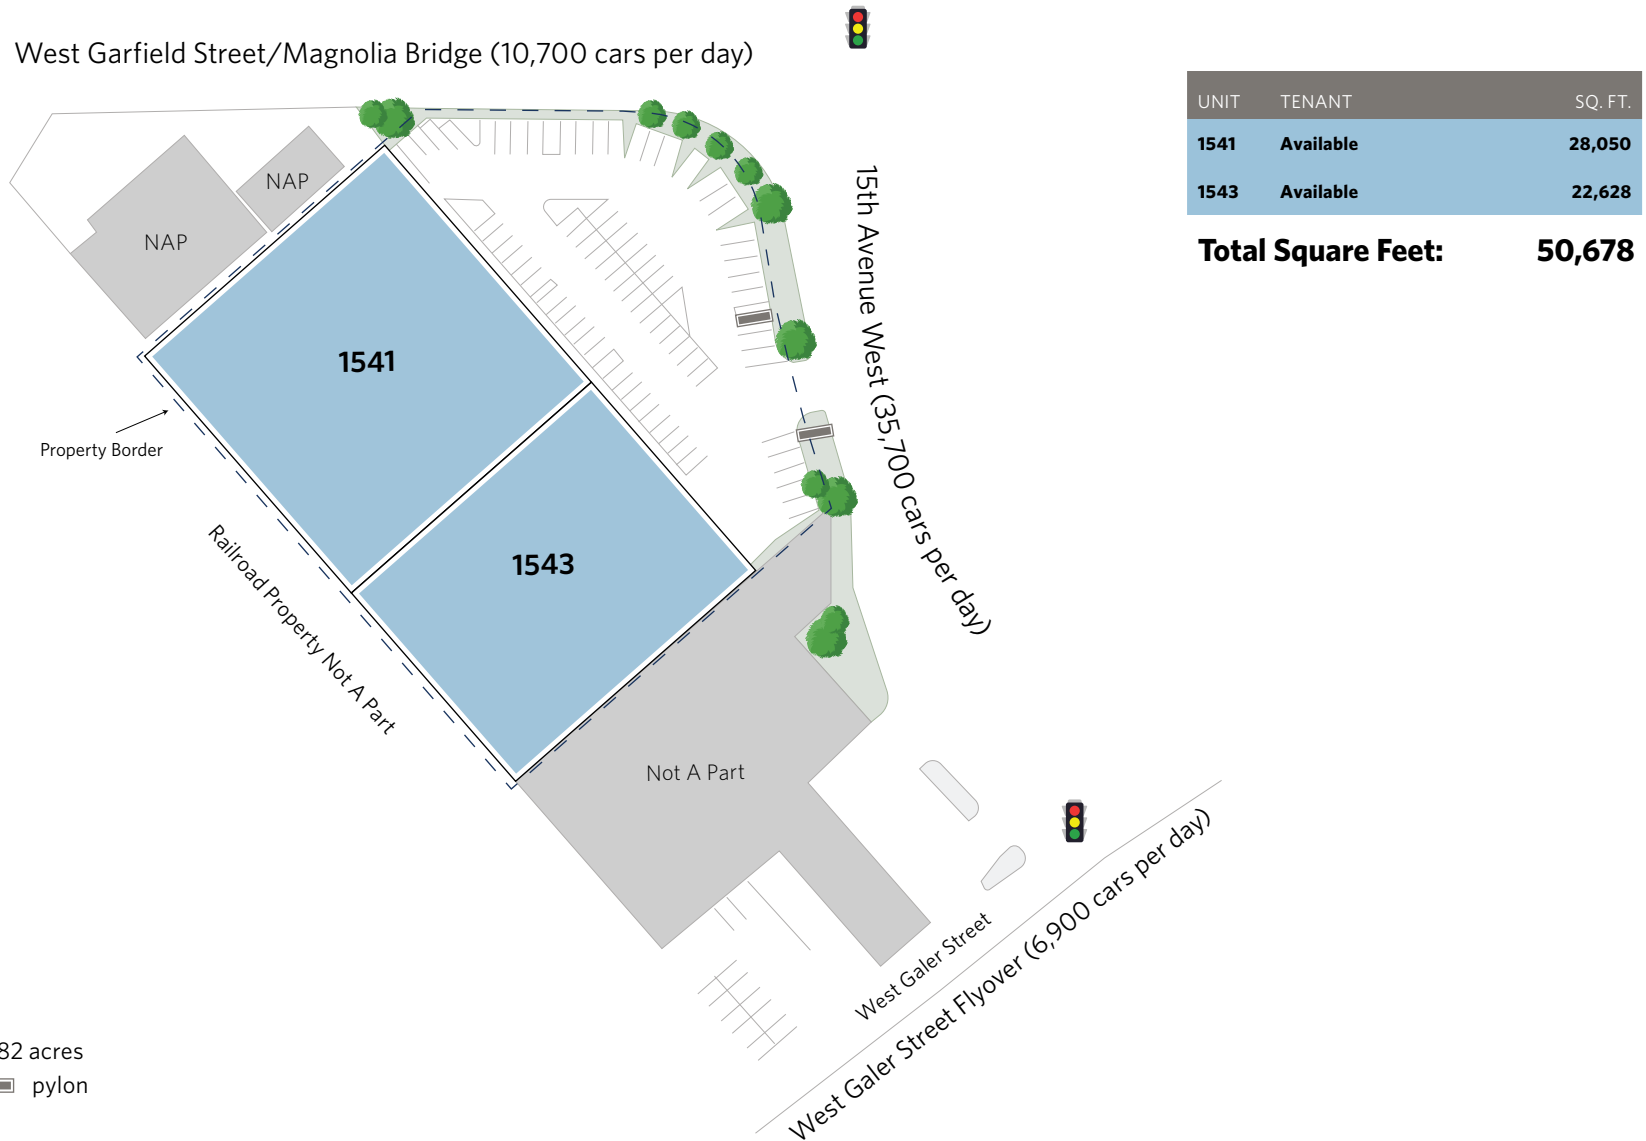 West Garfield Street/Magnolia Bridge (10,700 cars per day)
UNIT TENANT SQ. FT.
1541 Available 28,050
1543 Available 22,628
Total Square Feet: 50,678
NAP
NAP
15th Avenue West (35,700 cars per day)
1541
Property Border
1543
Railroad Property Not A Part
Not A Part
West Galer Street
West Galer Street Flyover (6,900 cars per day)
82 acres
pylon